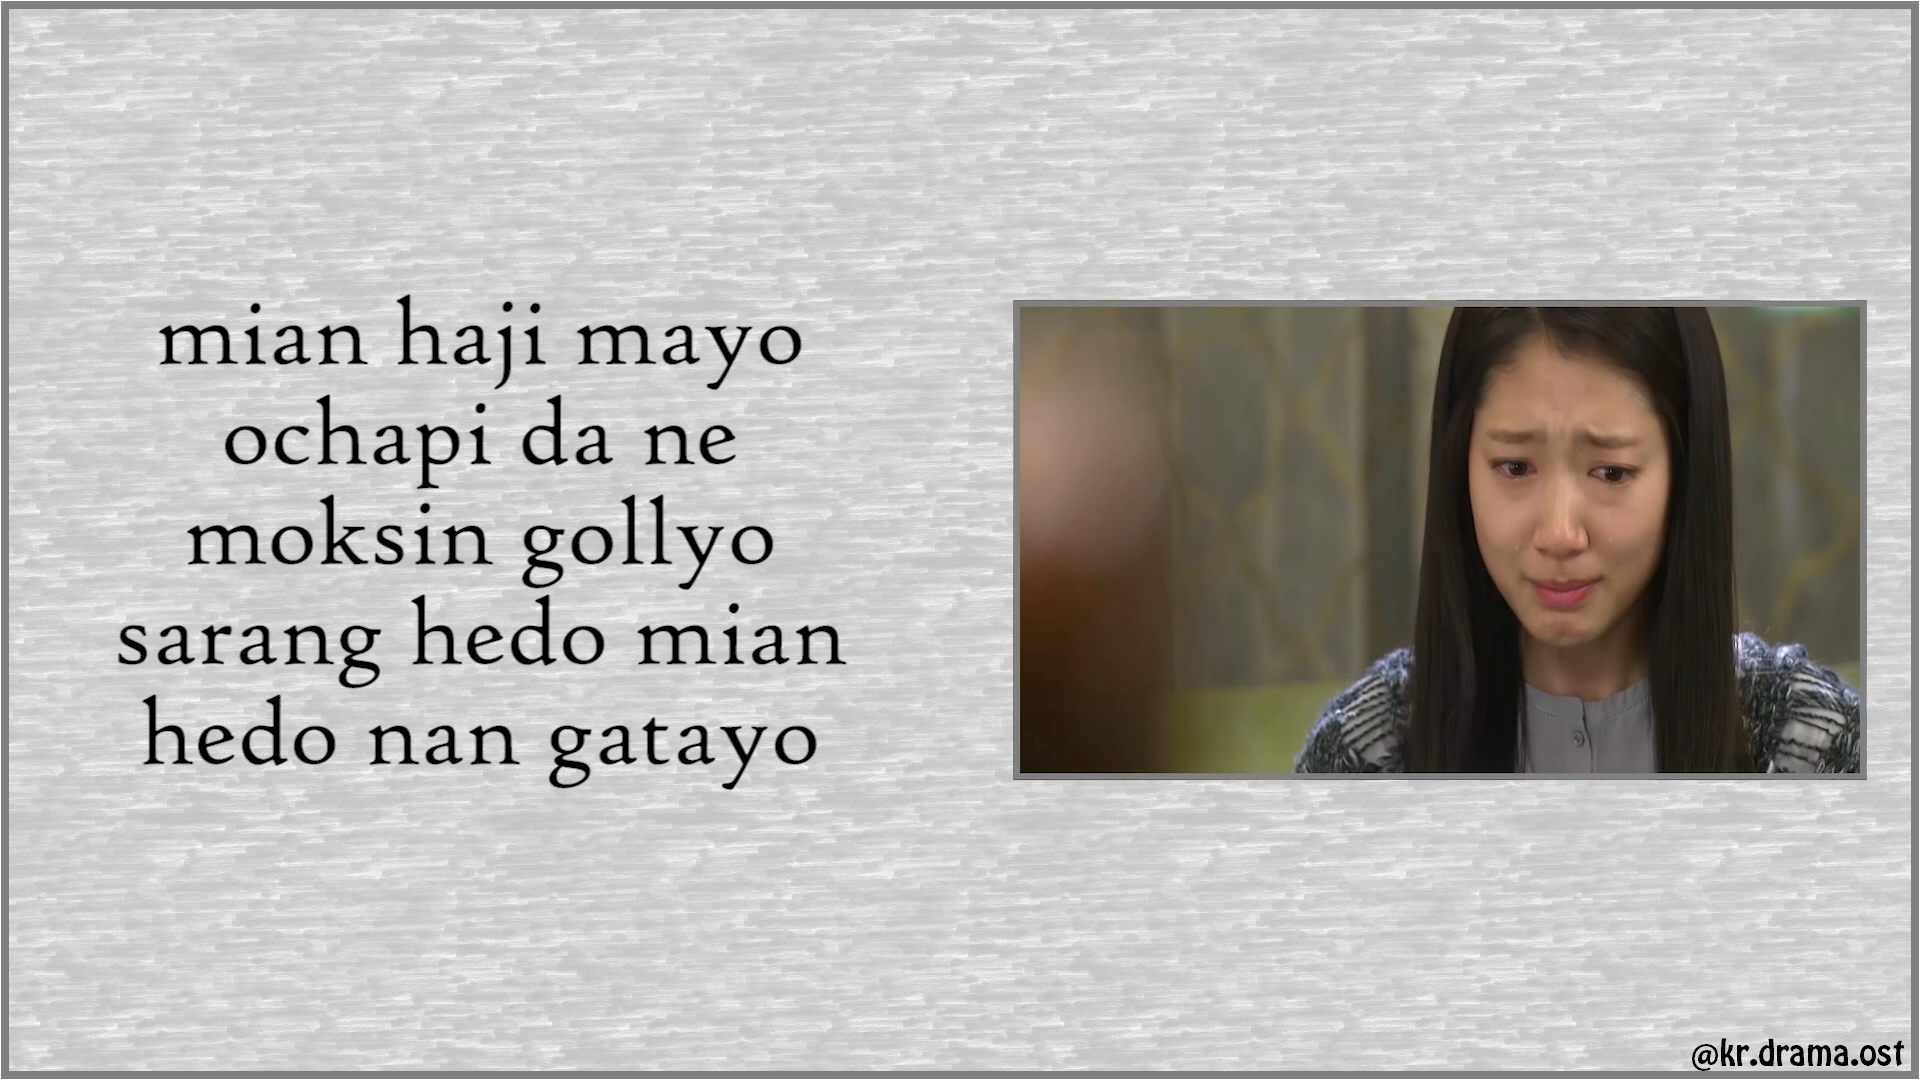 mian haji mayo
ochapi da ne
moksin gollyo
sarang hedo mian
hedo nan gatayo
@kr.drama.ost